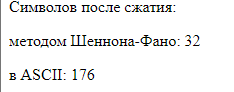 Символов после сжатия:
методом Шеннона-Фано: 32
в ASCII: 176